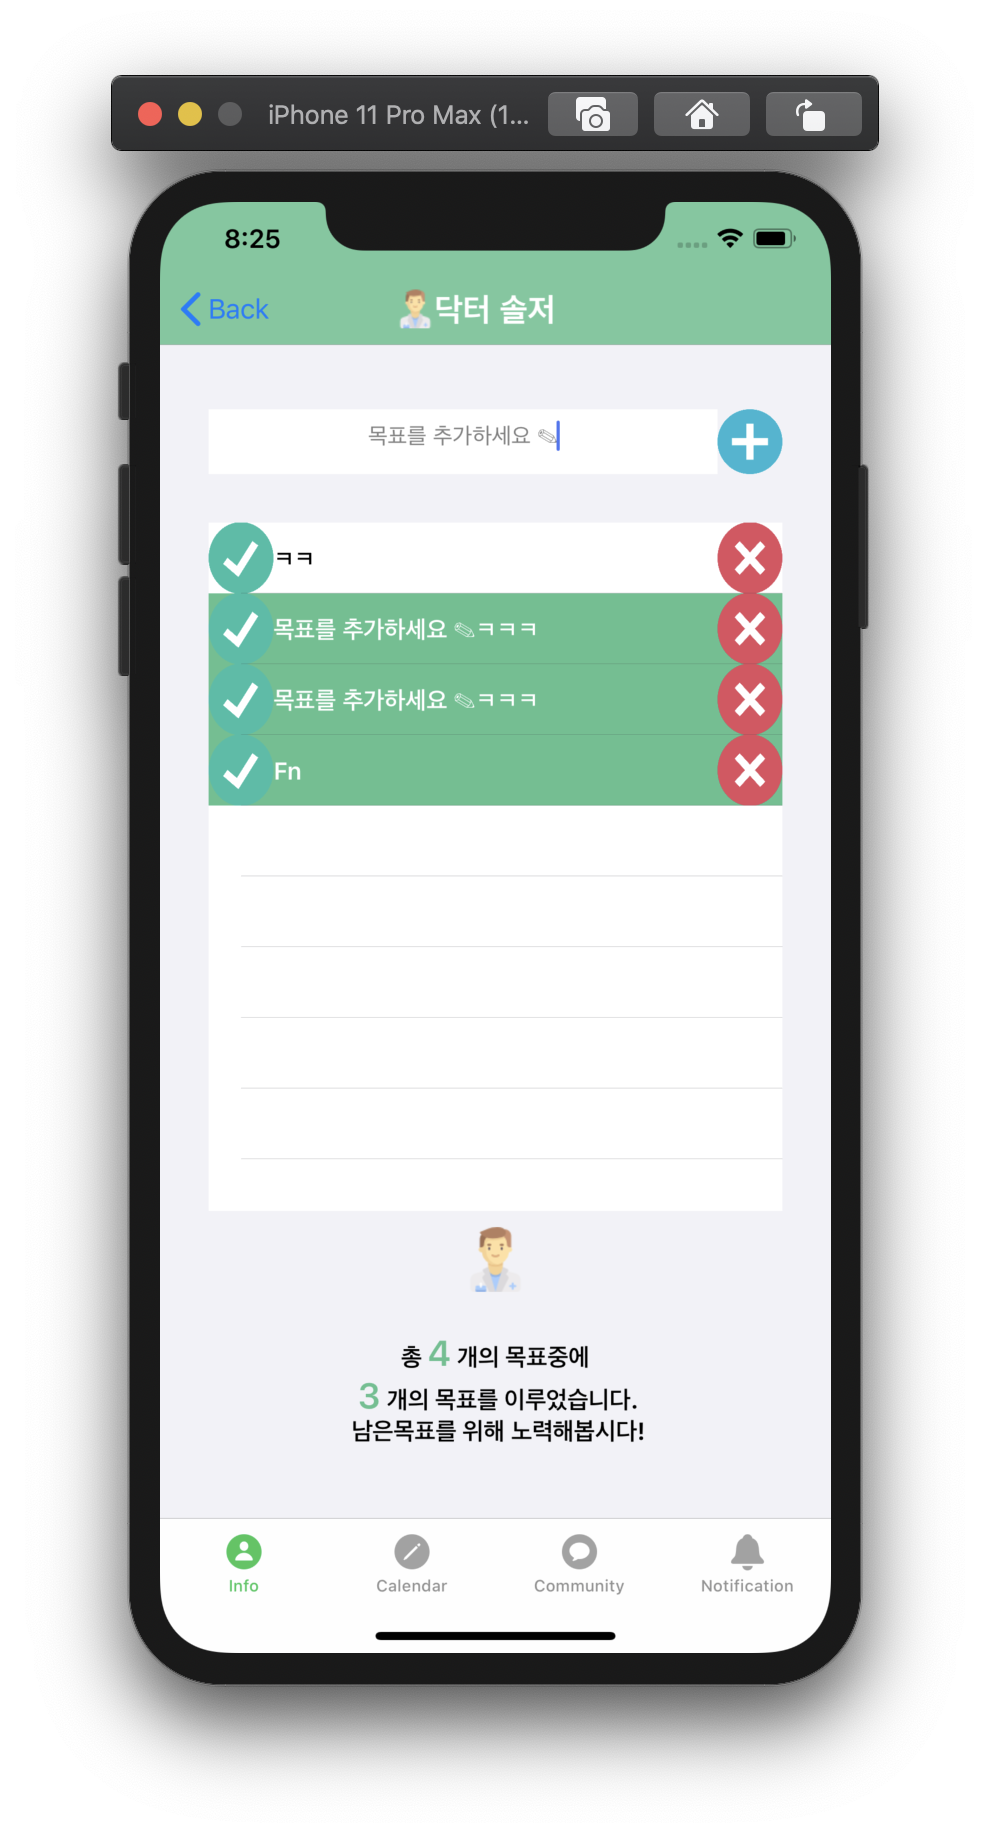 iPhone 11 Pro Max (1...
8:25
Back 닥터 솔저
목표를 추가하세요 ✎
ㅋㅋ
목표를 추가하세요 ✎ㅋㅋㅋ
목표를 추가하세요 ✎ㅋㅋㅋ
Fn
총 4 개의 목표중에
3 개의 목표를 이루었습니다.
남은목표를 위해 노력해봅시다!
Info Calendar Community Notification